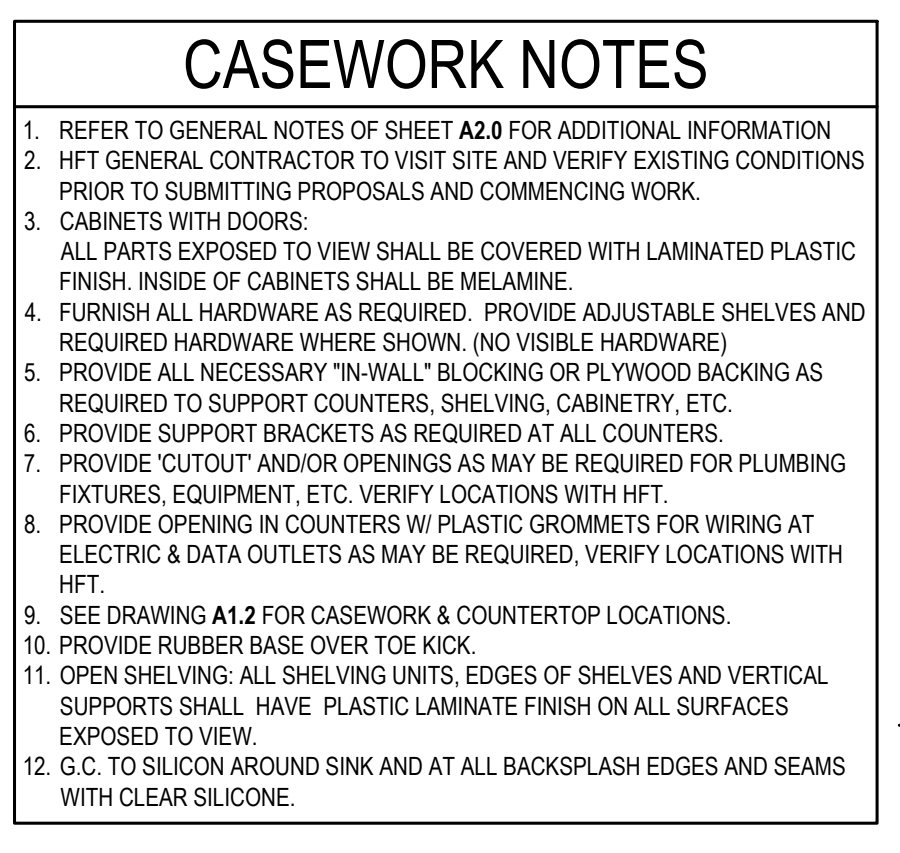 CASEWORK NOTES
1. REFER TO GENERAL NOTES OF SHEET A2.0 FOR ADDITIONAL INFORMATION
2. HFT GENERAL CONTRACTOR TO VISIT SITE AND VERIFY EXISTING CONDITIONS
PRIOR TO SUBMITTING PROPOSALS AND COMMENCING WORK.
3. CABINETS WITH DOORS:
ALL PARTS EXPOSED TO VIEW SHALL BE COVERED WITH LAMINATED PLASTIC
FINISH. INSIDE OF CABINETS SHALL BE MELAMINE.
4. FURNISH ALL HARDWARE AS REQUIRED. PROVIDE ADJUSTABLE SHELVES AND
REQUIRED HARDWARE WHERE SHOWN. (NO VISIBLE HARDWARE)
5. PROVIDE ALL NECESSARY "IN-WALL" BLOCKING OR PLYWOOD BACKING AS
REQUIRED TO SUPPORT COUNTERS, SHELVING, CABINETRY, ETC.
6. PROVIDE SUPPORT BRACKETS AS REQUIRED AT ALL COUNTERS.
7. PROVIDE 'CUTOUT' AND/OR OPENINGS AS MAY BE REQUIRED FOR PLUMBING
FIXTURES, EQUIPMENT, ETC. VERIFY LOCATIONS WITH HFT.
8. PROVIDE OPENING IN COUNTERS W/ PLASTIC GROMMETS FOR WIRING AT
ELECTRIC & DATA OUTLETS AS MAY BE REQUIRED, VERIFY LOCATIONS WITH
HFT.
9. SEE DRAWING A1.2 FOR CASEWORK & COUNTERTOP LOCATIONS.
10. PROVIDE RUBBER BASE OVER TOE KICK.
11. OPEN SHELVING: ALL SHELVING UNITS, EDGES OF SHELVES AND VERTICAL
SUPPORTS SHALL HAVE PLASTIC LAMINATE FINISH ON ALL SURFACES
EXPOSED TO VIEW.
12. G.C. TO SILICON AROUND SINK AND AT ALL BACKSPLASH EDGES AND SEAMS
WITH CLEAR SILICONE.